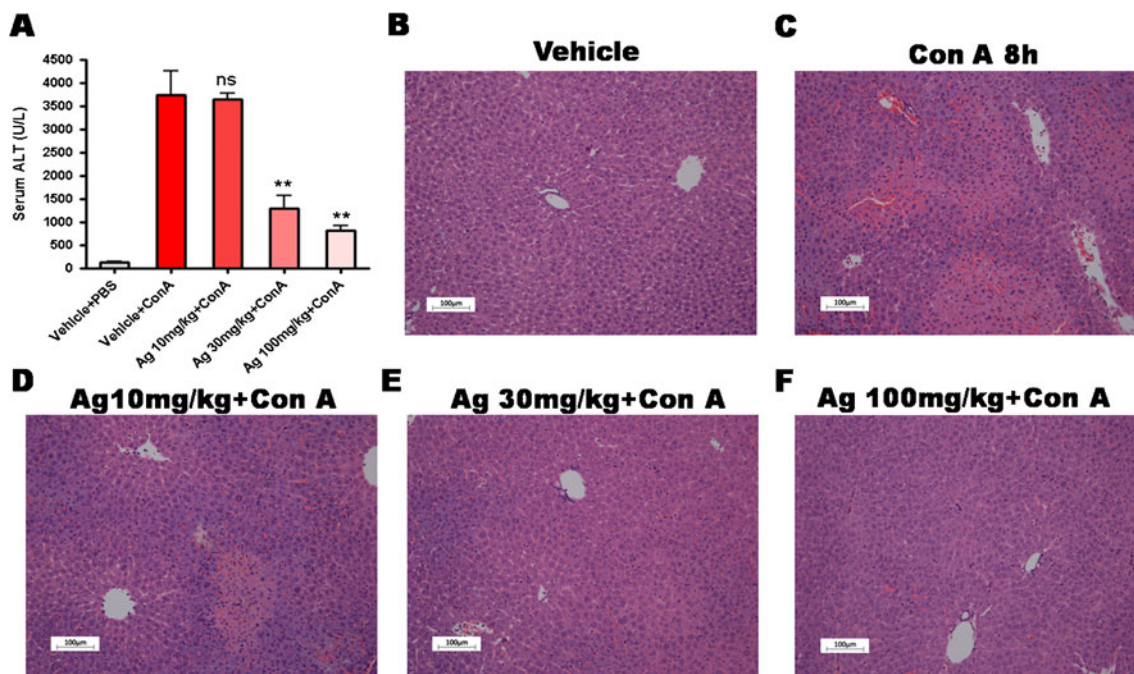 A
Serum ALT (U/L)
4500
4000
3500
3000
2500
2000
1500
1000
500
0
ns
**
**
Vehicle+PBS
Vehicle+ConA
Ag 10mg/kg+ConA
Ag 30mg/kg+ConA
Ag 100mg/kg+ConA
B
Vehicle
100µm
C
Con A 8h
100µm
D
Ag10mg/kg+Con A
100µm
E
Ag 30mg/kg+Con A
100µm
F
Ag 100mg/kg+Con A
100µm